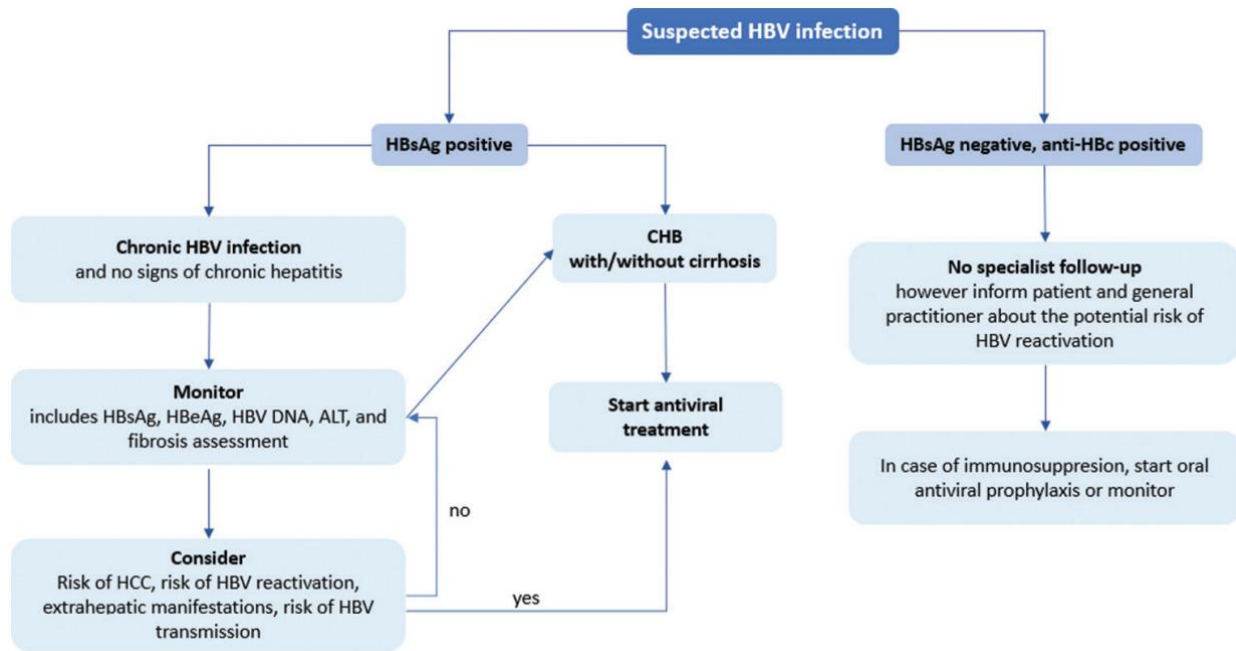 Suspected HBV infection
HBsAg positive
HBsAg negative, anti-HBc positive
Chronic HBV infection
and no signs of chronic hepatitis
CHB
with/without cirrhosis
No specialist follow-up
however inform patient and general
practitioner about the potential risk of
HBV reactivation
Monitor
includes HBsAg, HBeAg, HBV DNA, ALT, and
fibrosis assessment
Start antiviral
treatment
In case of immunosuppresion, start oral
antiviral prophylaxis or monitor
no
Consider
Risk of HCC, risk of HBV reactivation,
extrahepatic manifestations, risk of HBV
transmission
yes